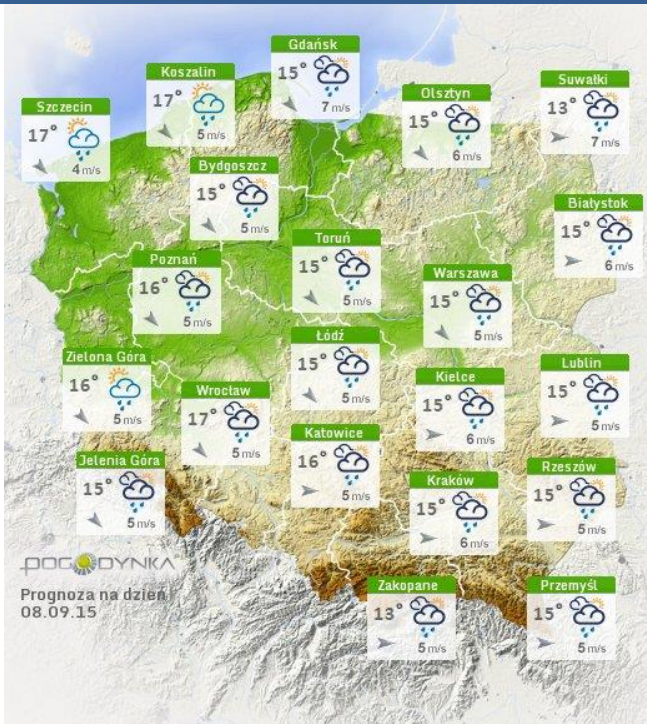 Gdańsk
15°
7 m/s
Koszalin
17°
5 m/s
Suwałki
13°
7 m/s
Olsztyn
15°
6 m/s
Szczecin
17°
4 m/s
Bydgoszcz
15°
5 m/s
Białystok
15°
6 m/s
Toruń
15°
5 m/s
Poznań
16°
5 m/s
Warszawa
15°
5 m/s
Łódź
15°
5 m/s
Zielona Góra
16°
5 m/s
Lublin
15°
5 m/s
Kielce
15°
6 m/s
Wrocław
17°
5 m/s
Katowice
16°
5 m/s
Jelenia Góra
15°
5 m/s
Rzeszów
15°
5 m/s
Kraków
15°
6 m/s
POGODYNKA
Prognoza na dzień
08.09.15
Zakopane
13°
5 m/s
Przemyśl
15°
5 m/s